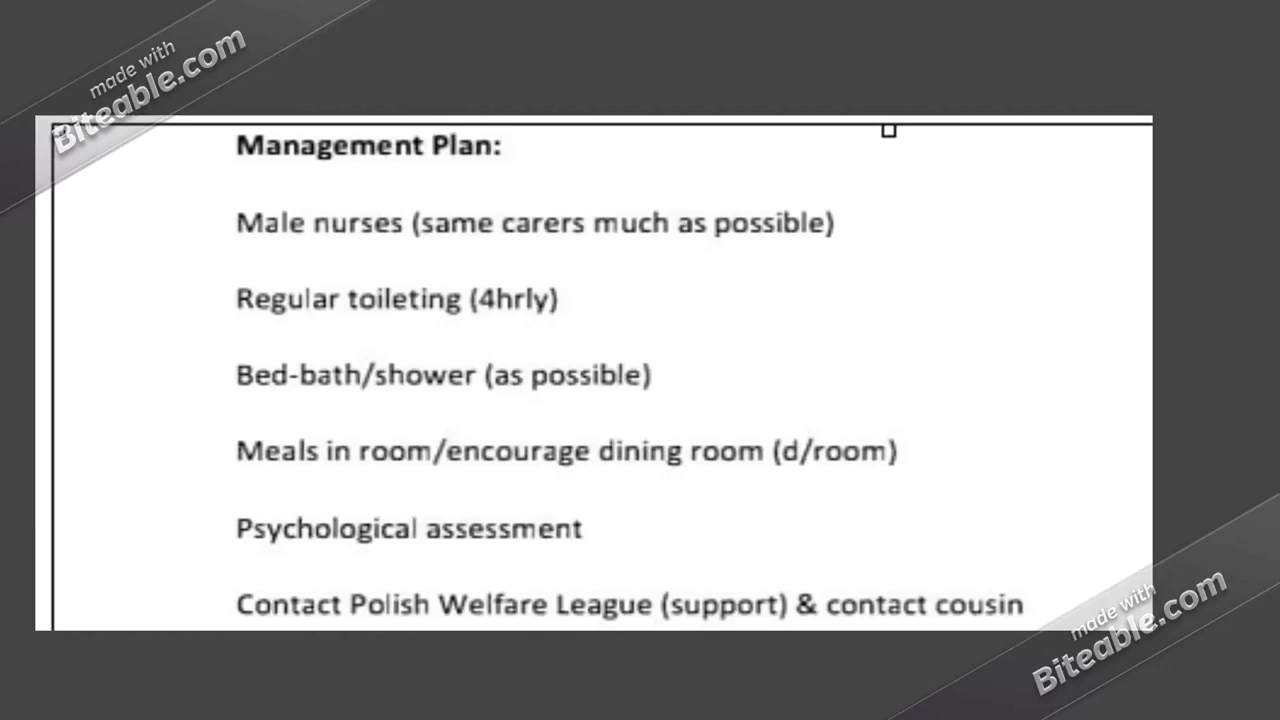 made with
Biteable.com
Management Plan:
Male nurses (same carers much as possible)
Regular toileting (4hrly)
Bed-bath/shower (as possible)
Meals in room/encourage dining room (d/room)
Psychological assessment
Contact Polish Welfare League (support) & contact cousin
made with
Biteable.com